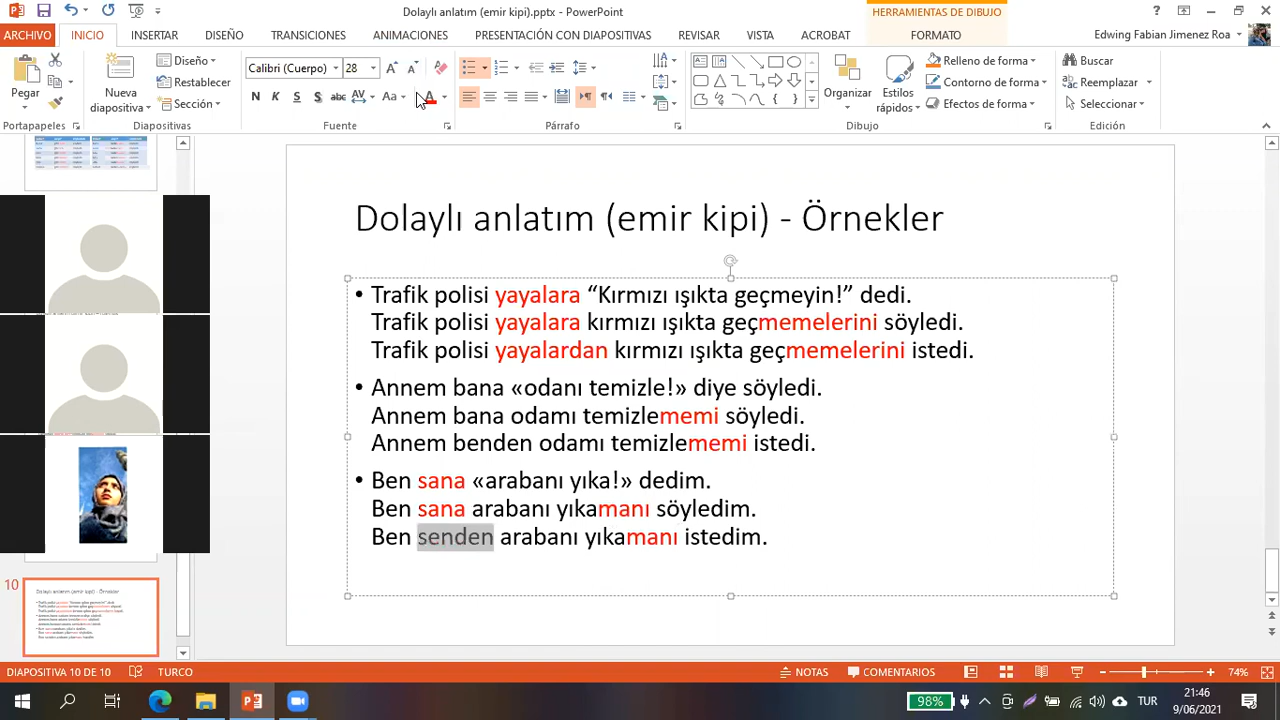 Dolaylı anlatım (emir kipi).pptx - PowerPoint
HERRAMIENTAS DE DIBUJO
ARCHIVO INICIO INSERTAR DISEÑO TRANSICIONES ANIMACIONES PRESENTACIÓN CON DIAPOSITIVAS REVISAR VISTA ACROBAT FORMATO
Edwing Fabian Jimenez Roa
Pegar
Nueva diapositiva
Diseño
Restablecer
Sección
Calibri (Cuerpo) 28
N K S S abc AV Aa A
Organizar
Estilos rápidos
Relleno de forma
Contorno de forma
Efectos de forma
Buscar
Reemplazar
Seleccionar
Portapapeles Diapositivas Fuente Párrafo Dibujo Edición
Dolaylı anlatım (emir kipi) - Örnekler
• Trafik polisi yayalara “Kırmızı ışıkta geçmeyin!” dedi.
Trafik polisi yayalara kırmızı ışıkta geçmemelerini söyledi.
Trafik polisi yayalardan kırmızı ışıkta geçmemelerini istedi.
• Annem bana «odanı temizle!» diye söyledi.
Annem bana odamı temizlememi söyledi.
Annem benden odamı temizlememi istedi.
• Ben sana «arabanı yıka!» dedim.
Ben sana arabanı yıkamanı söyledim.
Ben senden arabanı yıkamanı istedim.
10
DIAPOSITIVA 10 DE 10 TURCO NOTAS COMENTARIOS 74%
98% TUR 21:46
9/06/2021